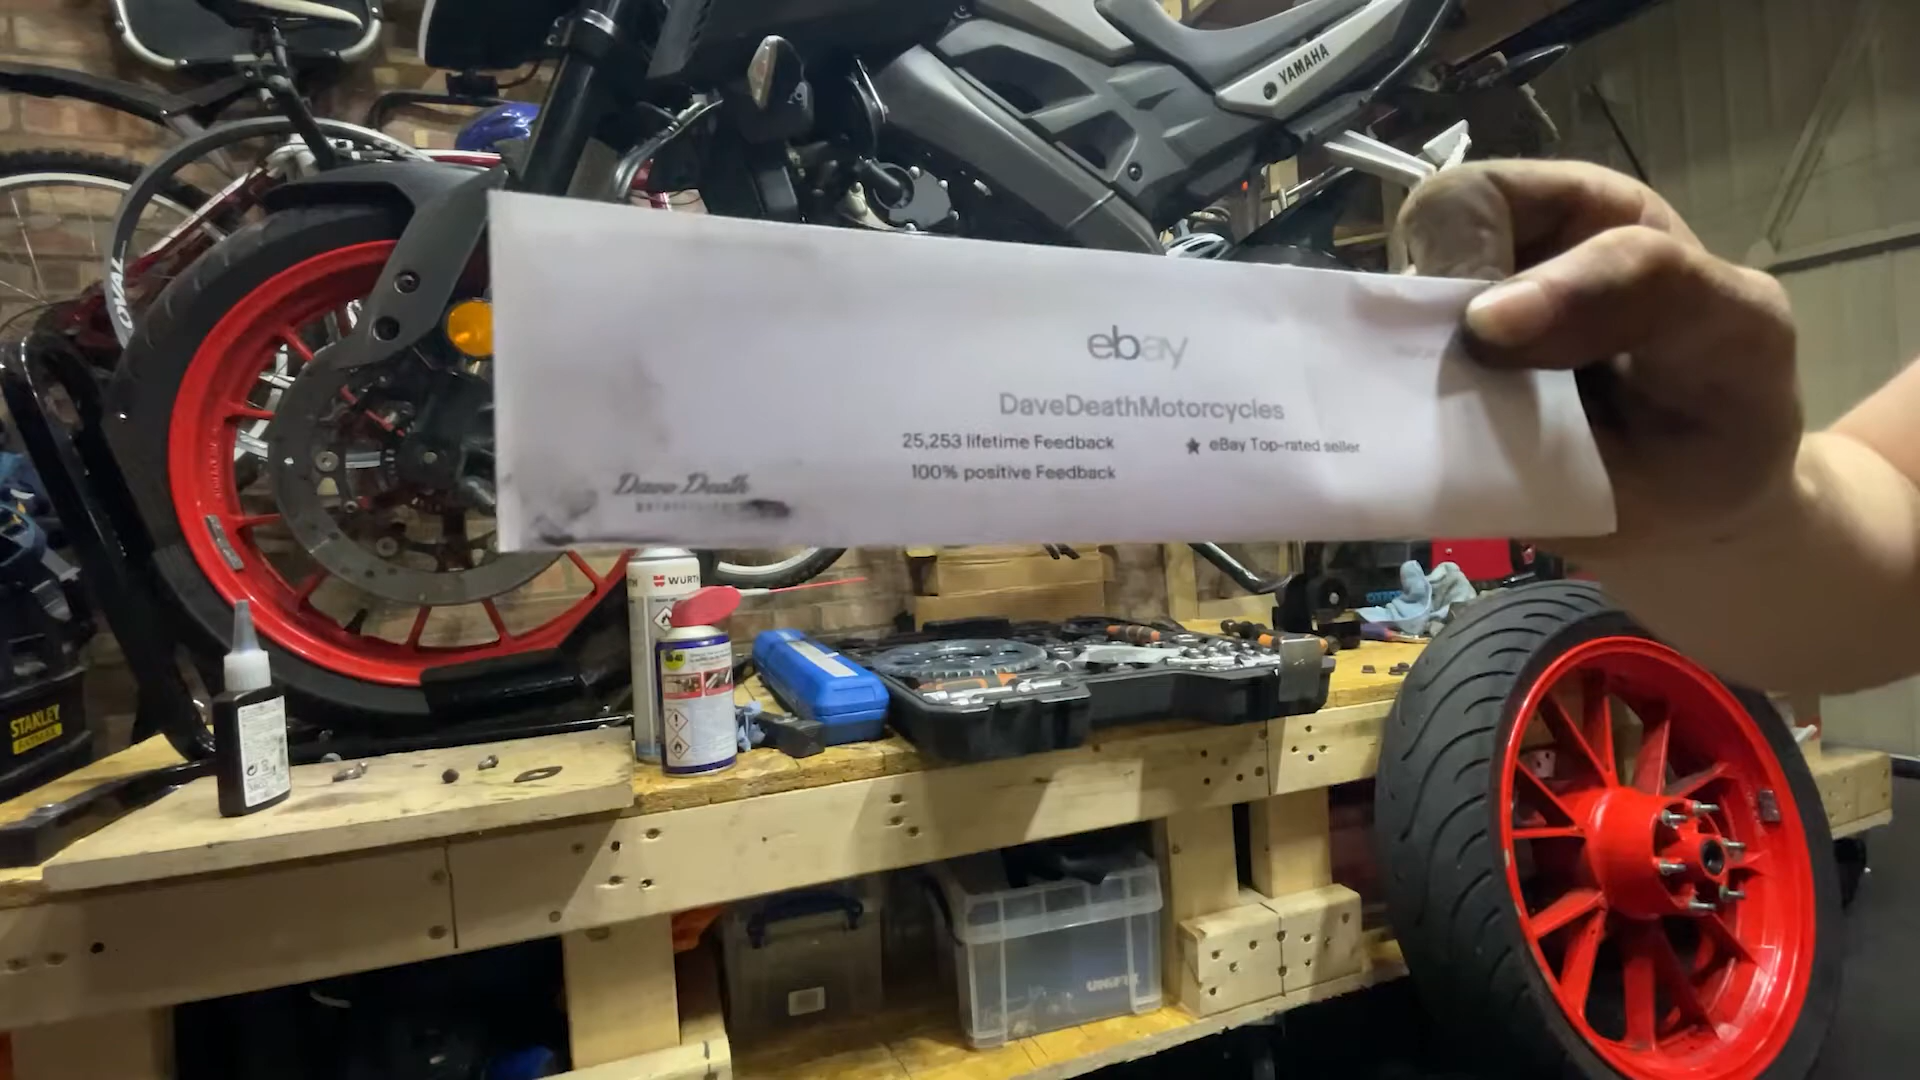 YAMAHA
OVAL
ebay
DaveDeathMotorcycles
25,253 lifetime Feedback
★ eBay Top-rated seller
100% positive Feedback
Dave Death
WÜRTH
STANLEY